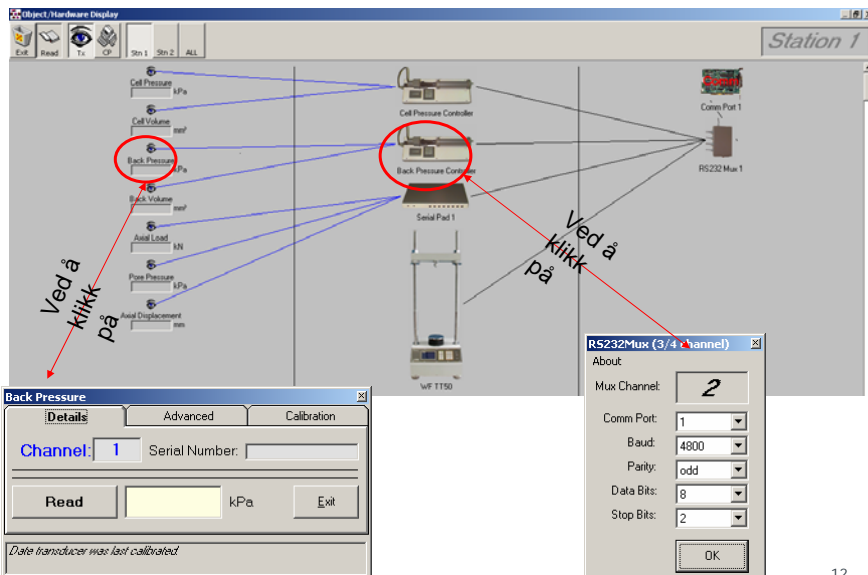 Object/Hardware Display
Exit Read Tx CP Stn 1 Stn 2 ALL
Station 1
Cell Pressure
kPa
Cell Volume
mm³
Back Pressure
kPa
Back Volume
mm³
Axial Load
kN
Pore Pressure
kPa
Axial Displacement
mm
Cell Pressure Controller
Back Pressure Controller
Serial Pad 1
WF TT50
Comm
Comm Port 1
RS232 Mux 1
Ved å
klikk
på
Ved å
klikk
på
Back Pressure
Details Advanced Calibration
Channel: 1 Serial Number:
Read kPa Exit
Date transducer was last calibrated.
RS232Mux (3/4 channel)
About
Mux Channel: 2
Comm Port: 1
Baud: 4800
Parity: odd
Data Bits: 8
Stop Bits: 2
OK
12